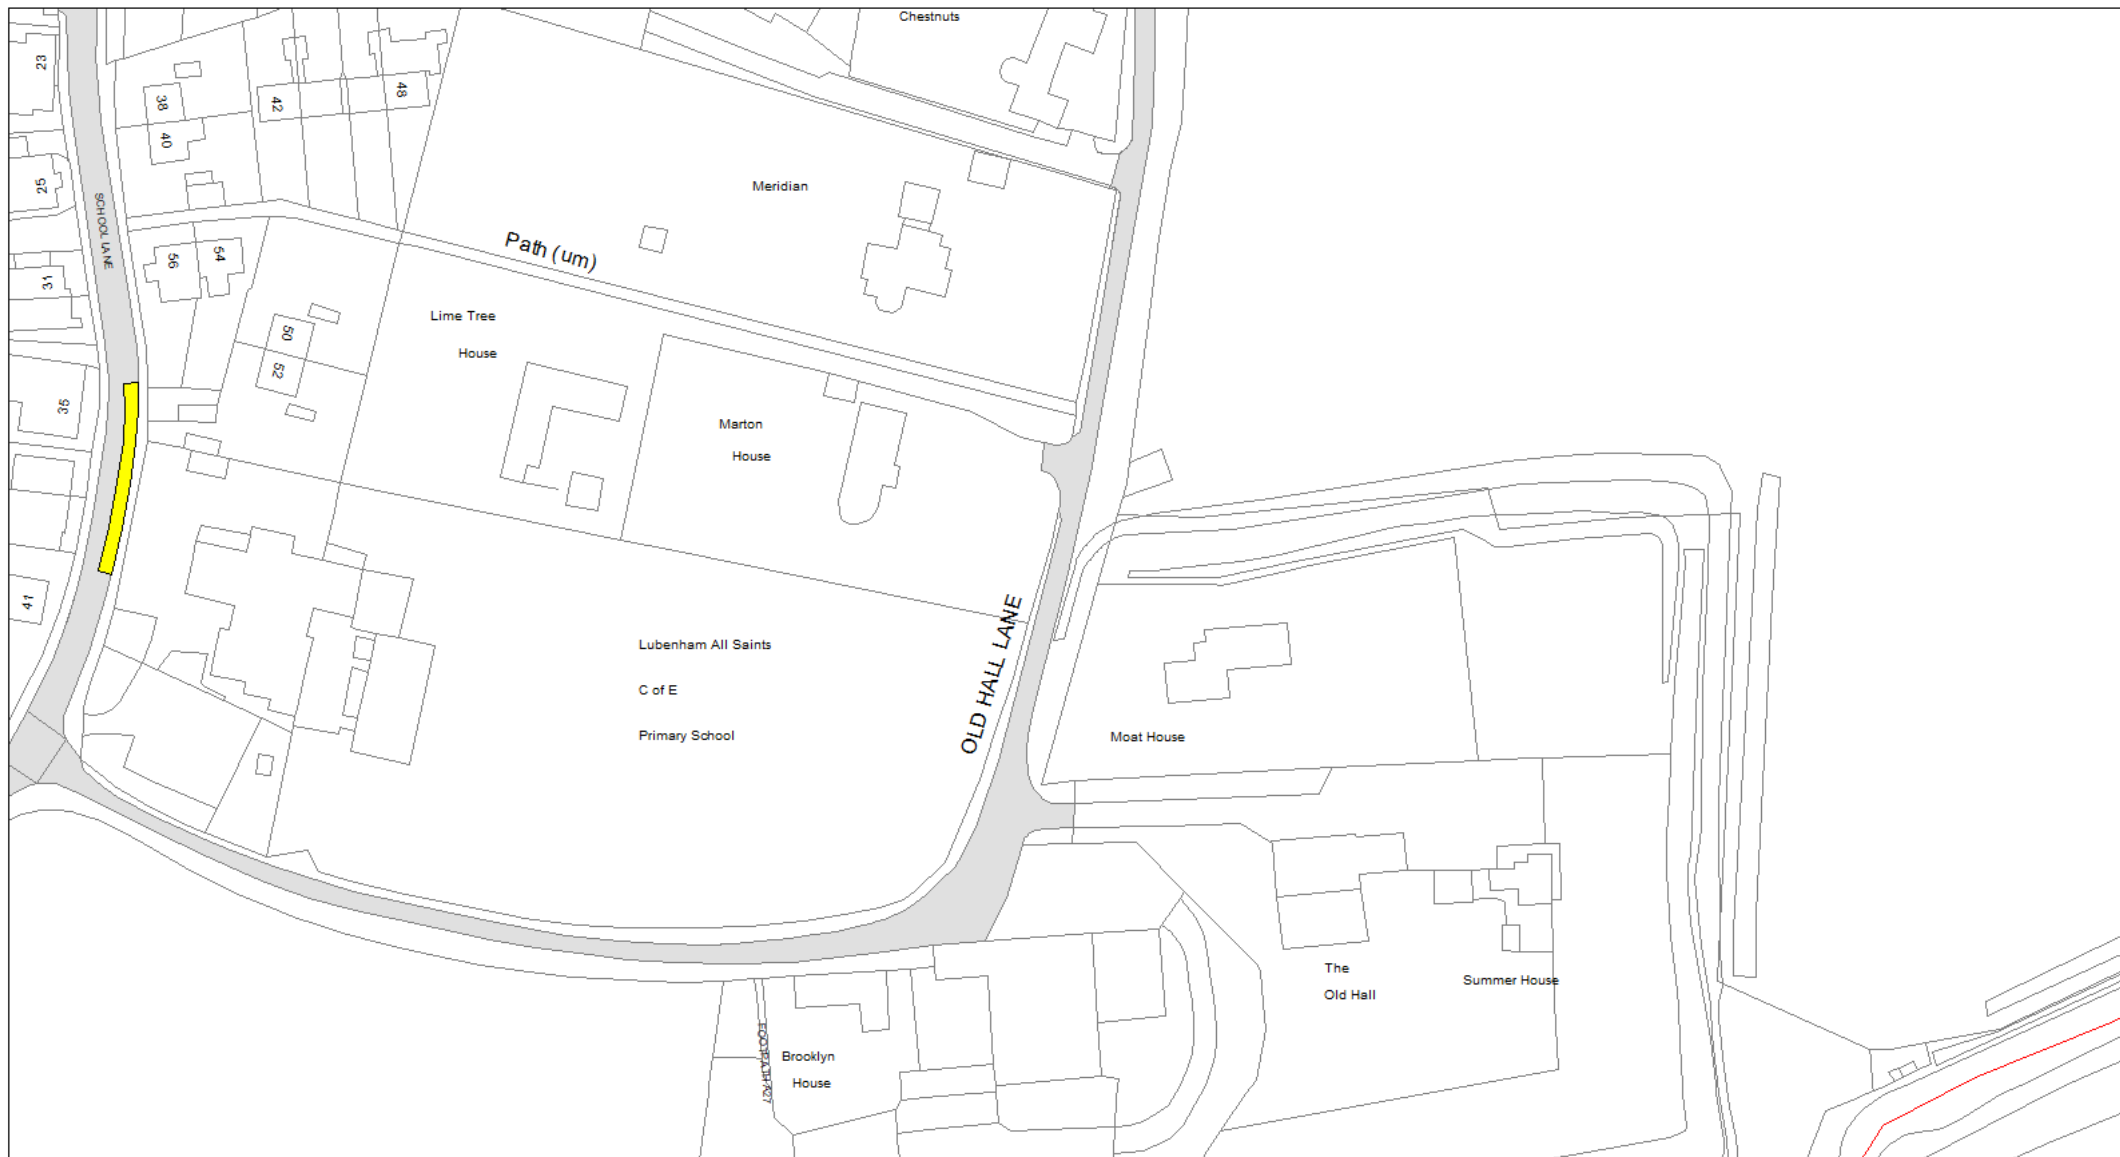 Chestnuts
23
48
38
42
40
25
SCHOOL LANE
Meridian
56
54
Path (um)
31
Lime Tree
House
50
52
35
Marton
House
41
OLD HALL LANE
Lubenham All Saints
C of E
Primary School
Moat House
The
Old Hall
Summer House
FOOTPATH A27
Brooklyn
House